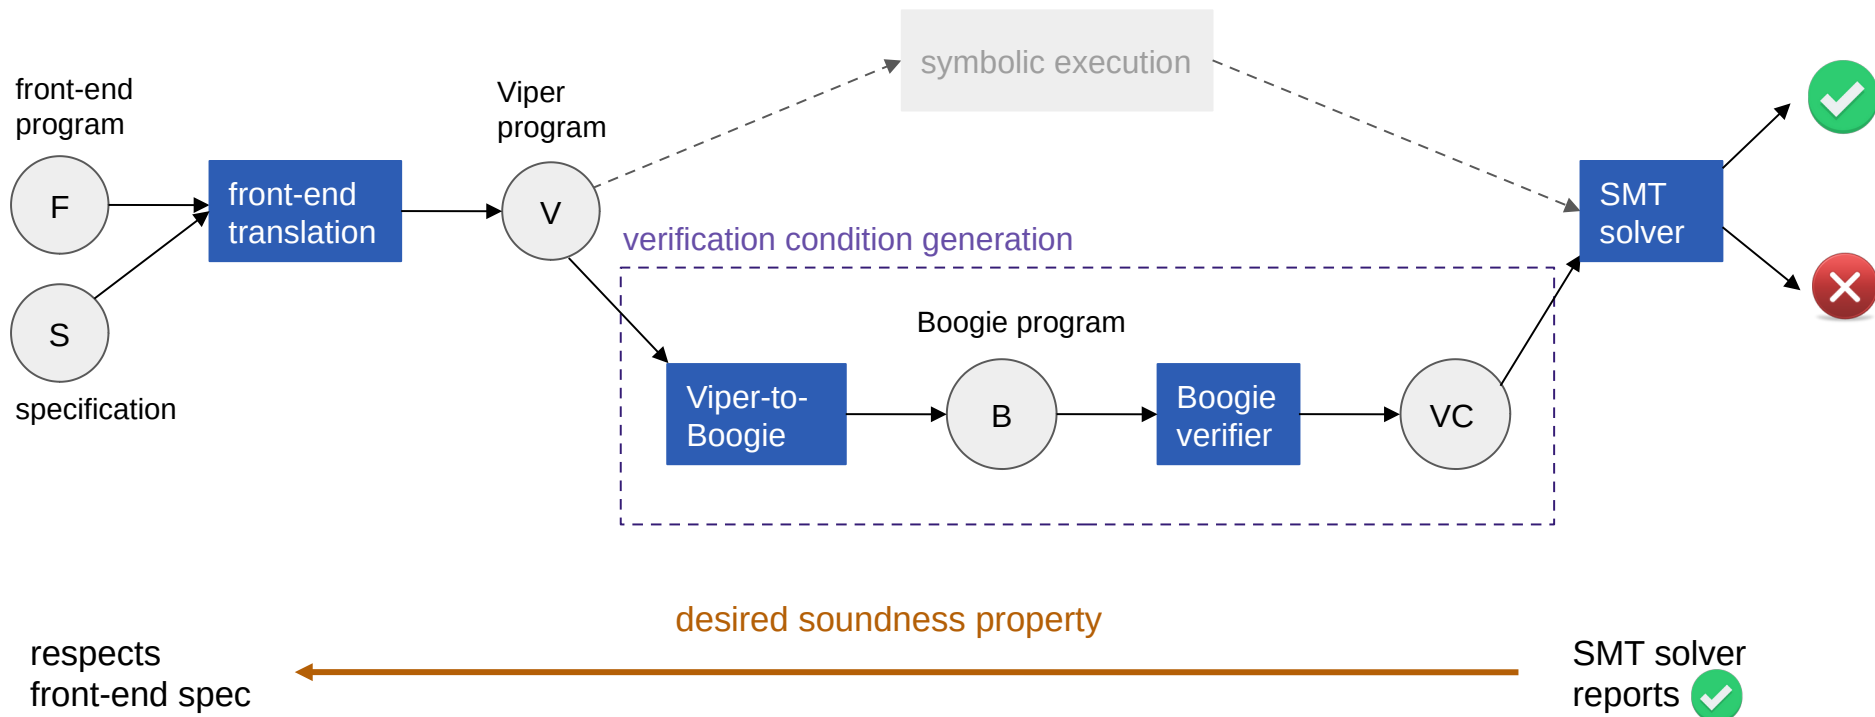 symbolic execution
front-end
program
Viper
program
F
front-end
translation
V
SMT
solver
verification condition generation
S
specification
Boogie program
Viper-to-
Boogie
B
Boogie
verifier
VC
desired soundness property
respects
front-end spec
SMT solver
reports